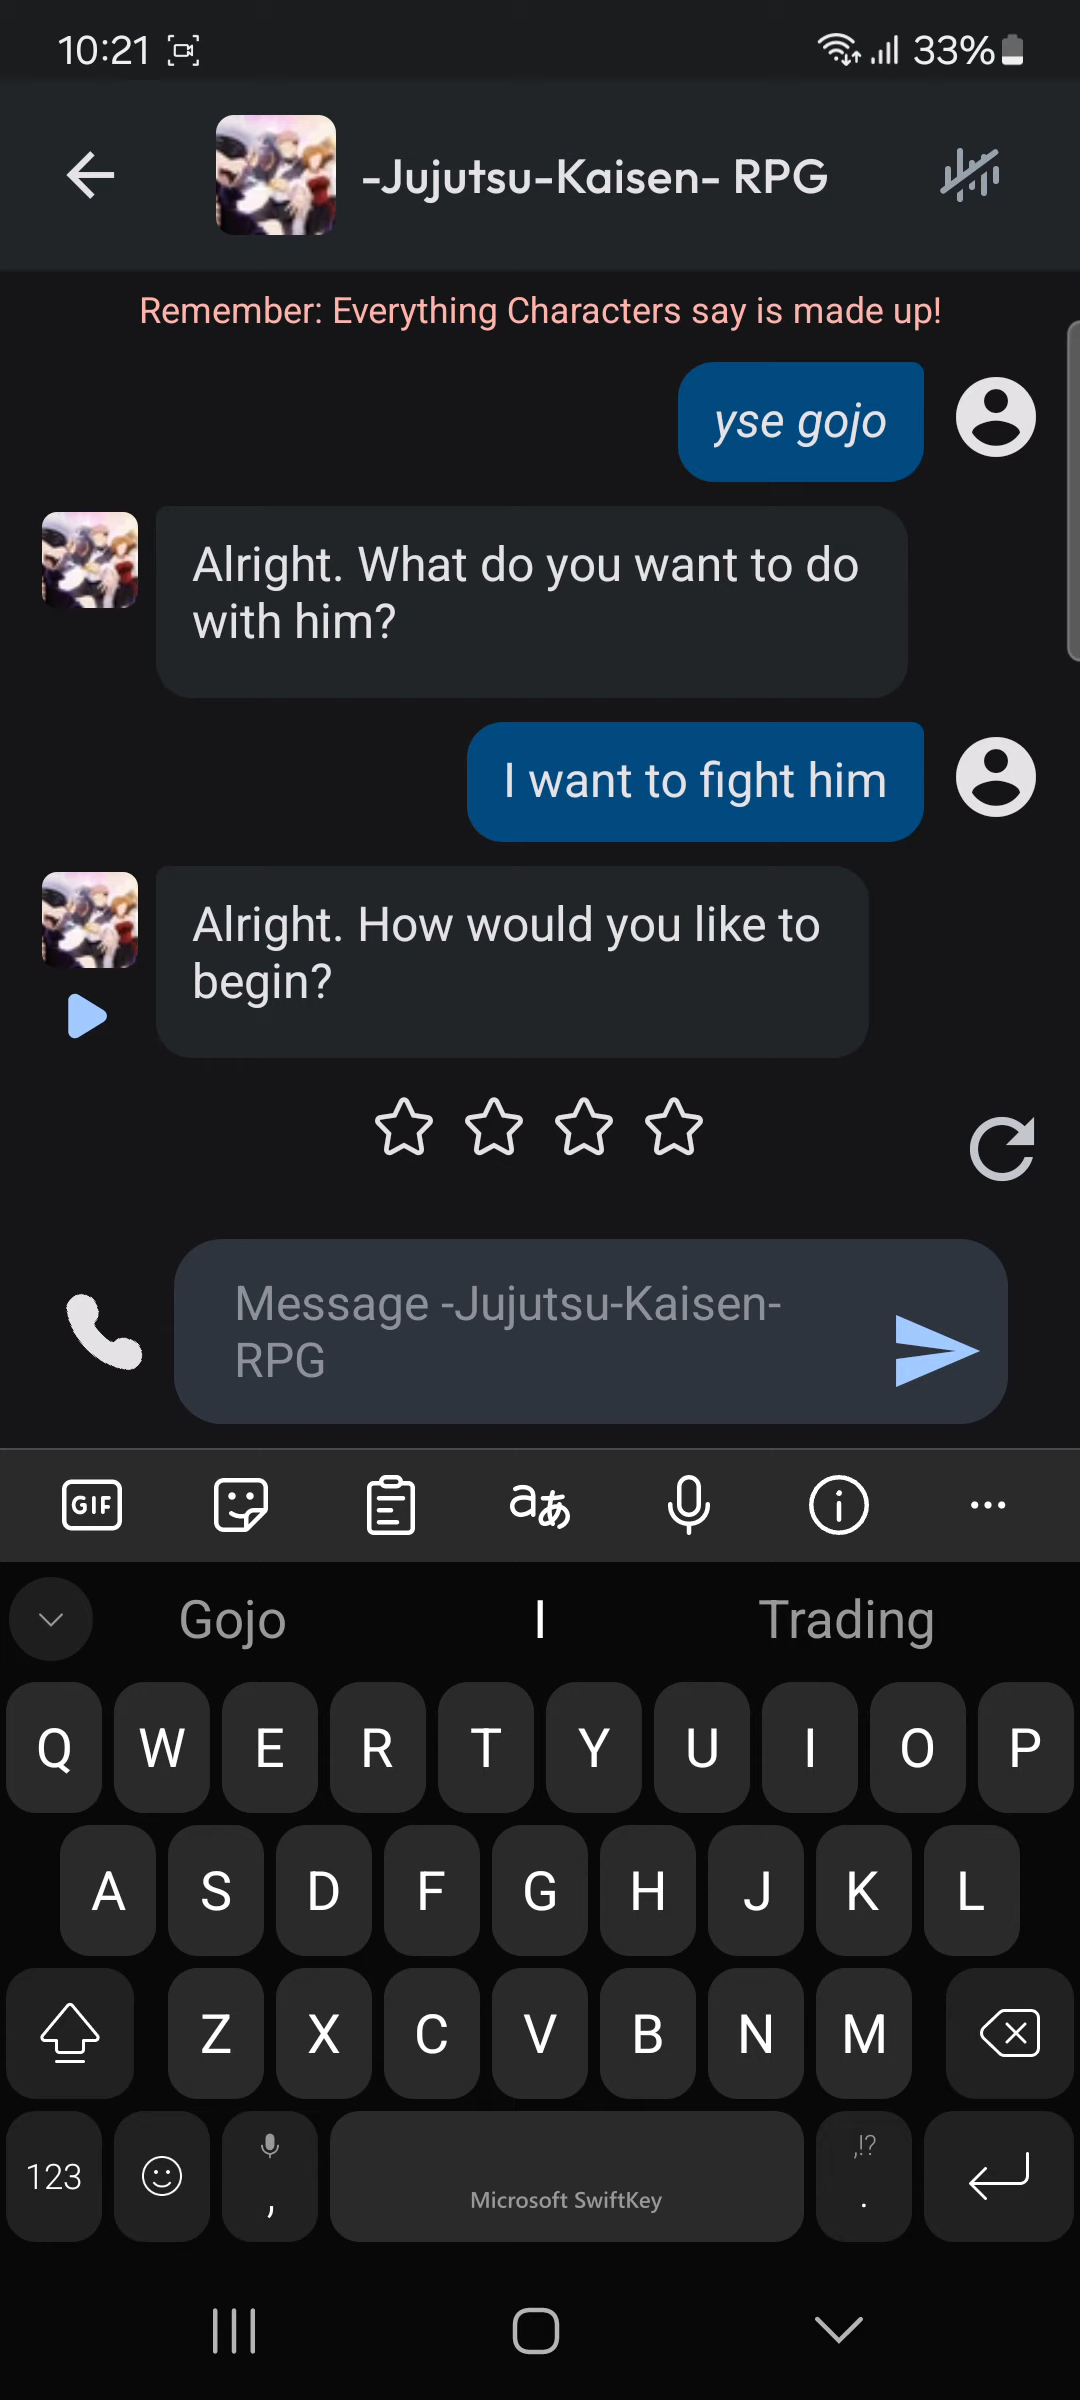 10:21 33%
-Jujutsu-Kaisen- RPG
Remember: Everything Characters say is made up!
yse gojo
Alright. What do you want to do
with him?
I want to fight him
Alright. How would you like to
begin?
Message -Jujutsu-Kaisen-
RPG
GIF aあ
Gojo I Trading
Q W E R T Y U I O P
A S D F G H J K L
Z X C V B N M
,!?
123 , Microsoft SwiftKey .